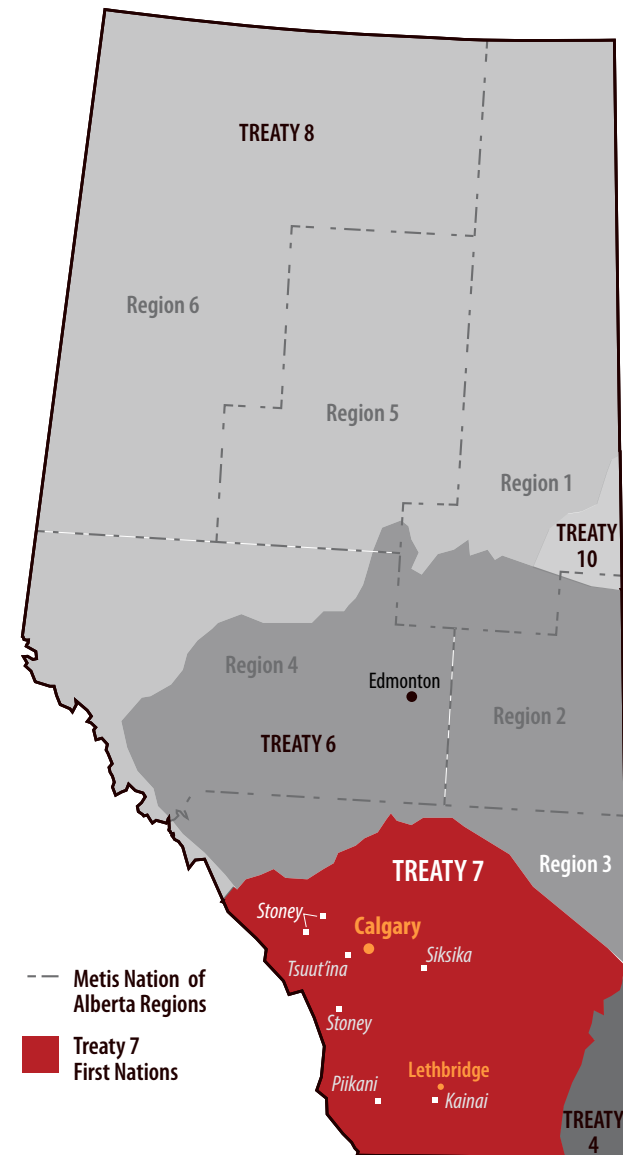 TREATY 8
Region 6
Region 5
Region 1
TREATY
10
Region 4
Edmonton
Region 2
TREATY 6
Region 3
TREATY 7
Stoney
Calgary
Tsuut'ina
Siksika
Stoney
Lethbridge
Piikani
Kainai
TREATY
4
Metis Nation of
Alberta Regions
Treaty 7
First Nations